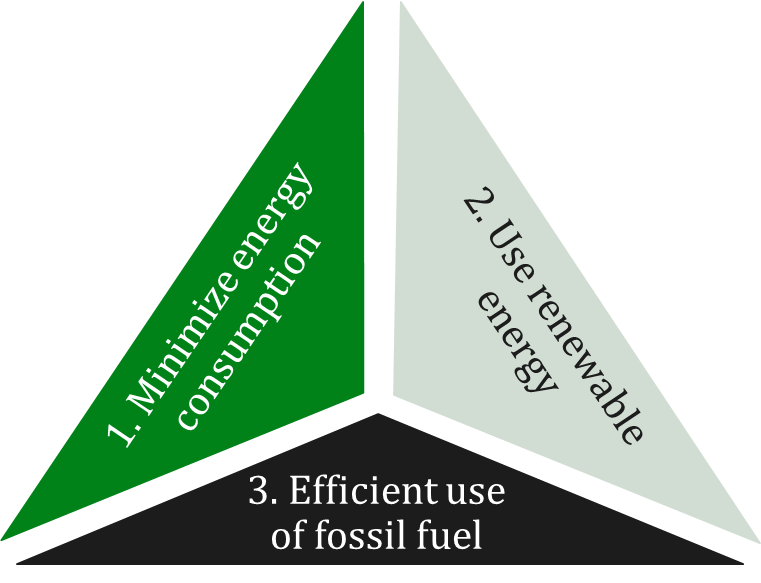 1. Minimize energy
consumption
2. Use renewable
energy
3. Efficient use
of fossil fuel